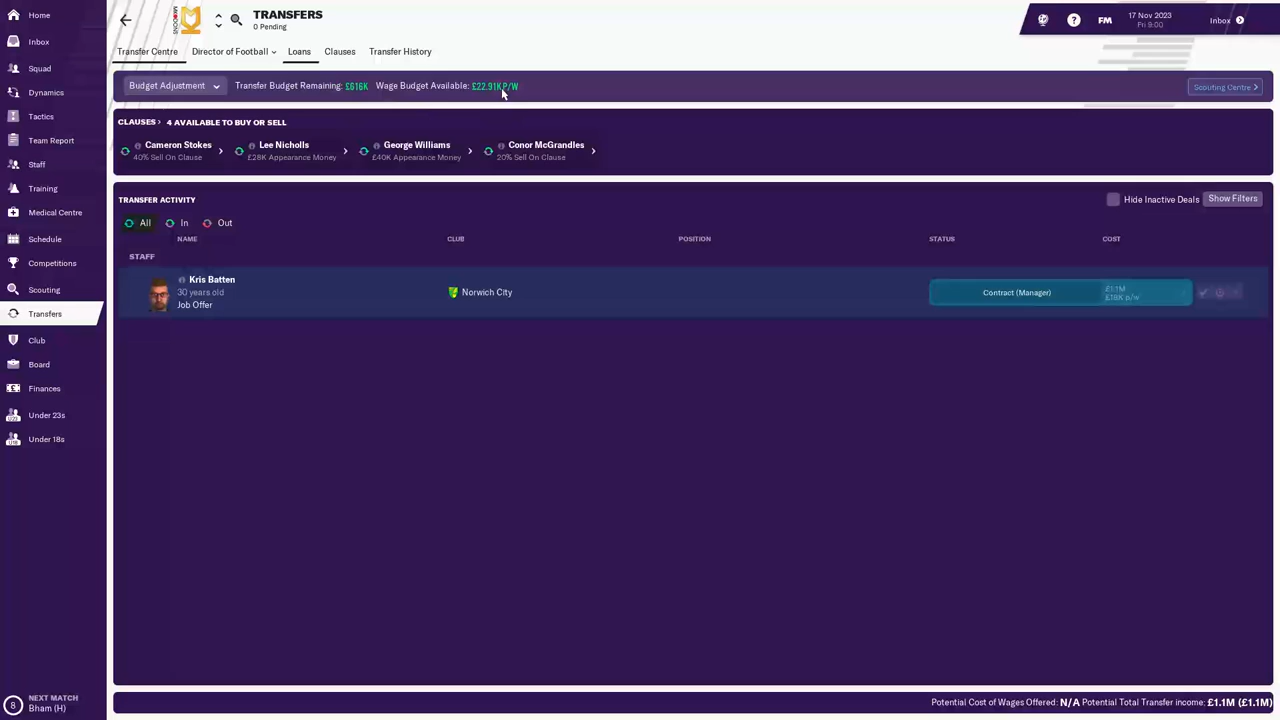 TRANSFERS
0 Pending
17 Nov 2023
Fri 9:00
FM
Inbox
Home
Inbox
Squad
Dynamics
Tactics
Team Report
Staff
Training
Medical Centre
Schedule
Competitions
Scouting
Transfers
Club
Board
Finances
Under 23s
Under 18s
8 NEXT MATCH
Bham (H)
Transfer Centre Director of Football Loans Clauses Transfer History
Budget Adjustment Transfer Budget Remaining: £616K Wage Budget Available: £22.91K P/W Scouting Centre >
CLAUSES > 4 AVAILABLE TO BUY OR SELL
Cameron Stokes Lee Nicholls George Williams Conor McGrandles
40% Sell On Clause £28K Appearance Money £40K Appearance Money 20% Sell On Clause
TRANSFER ACTIVITY Hide Inactive Deals Show Filters
All In Out
NAME CLUB POSITION STATUS COST
STAFF
Kris Batten
30 years old
Job Offer
Norwich City
Contract (Manager)
£1.1M
£18K p/w
Potential Cost of Wages Offered: N/A Potential Total Transfer income: £1.1M (£1.1M)